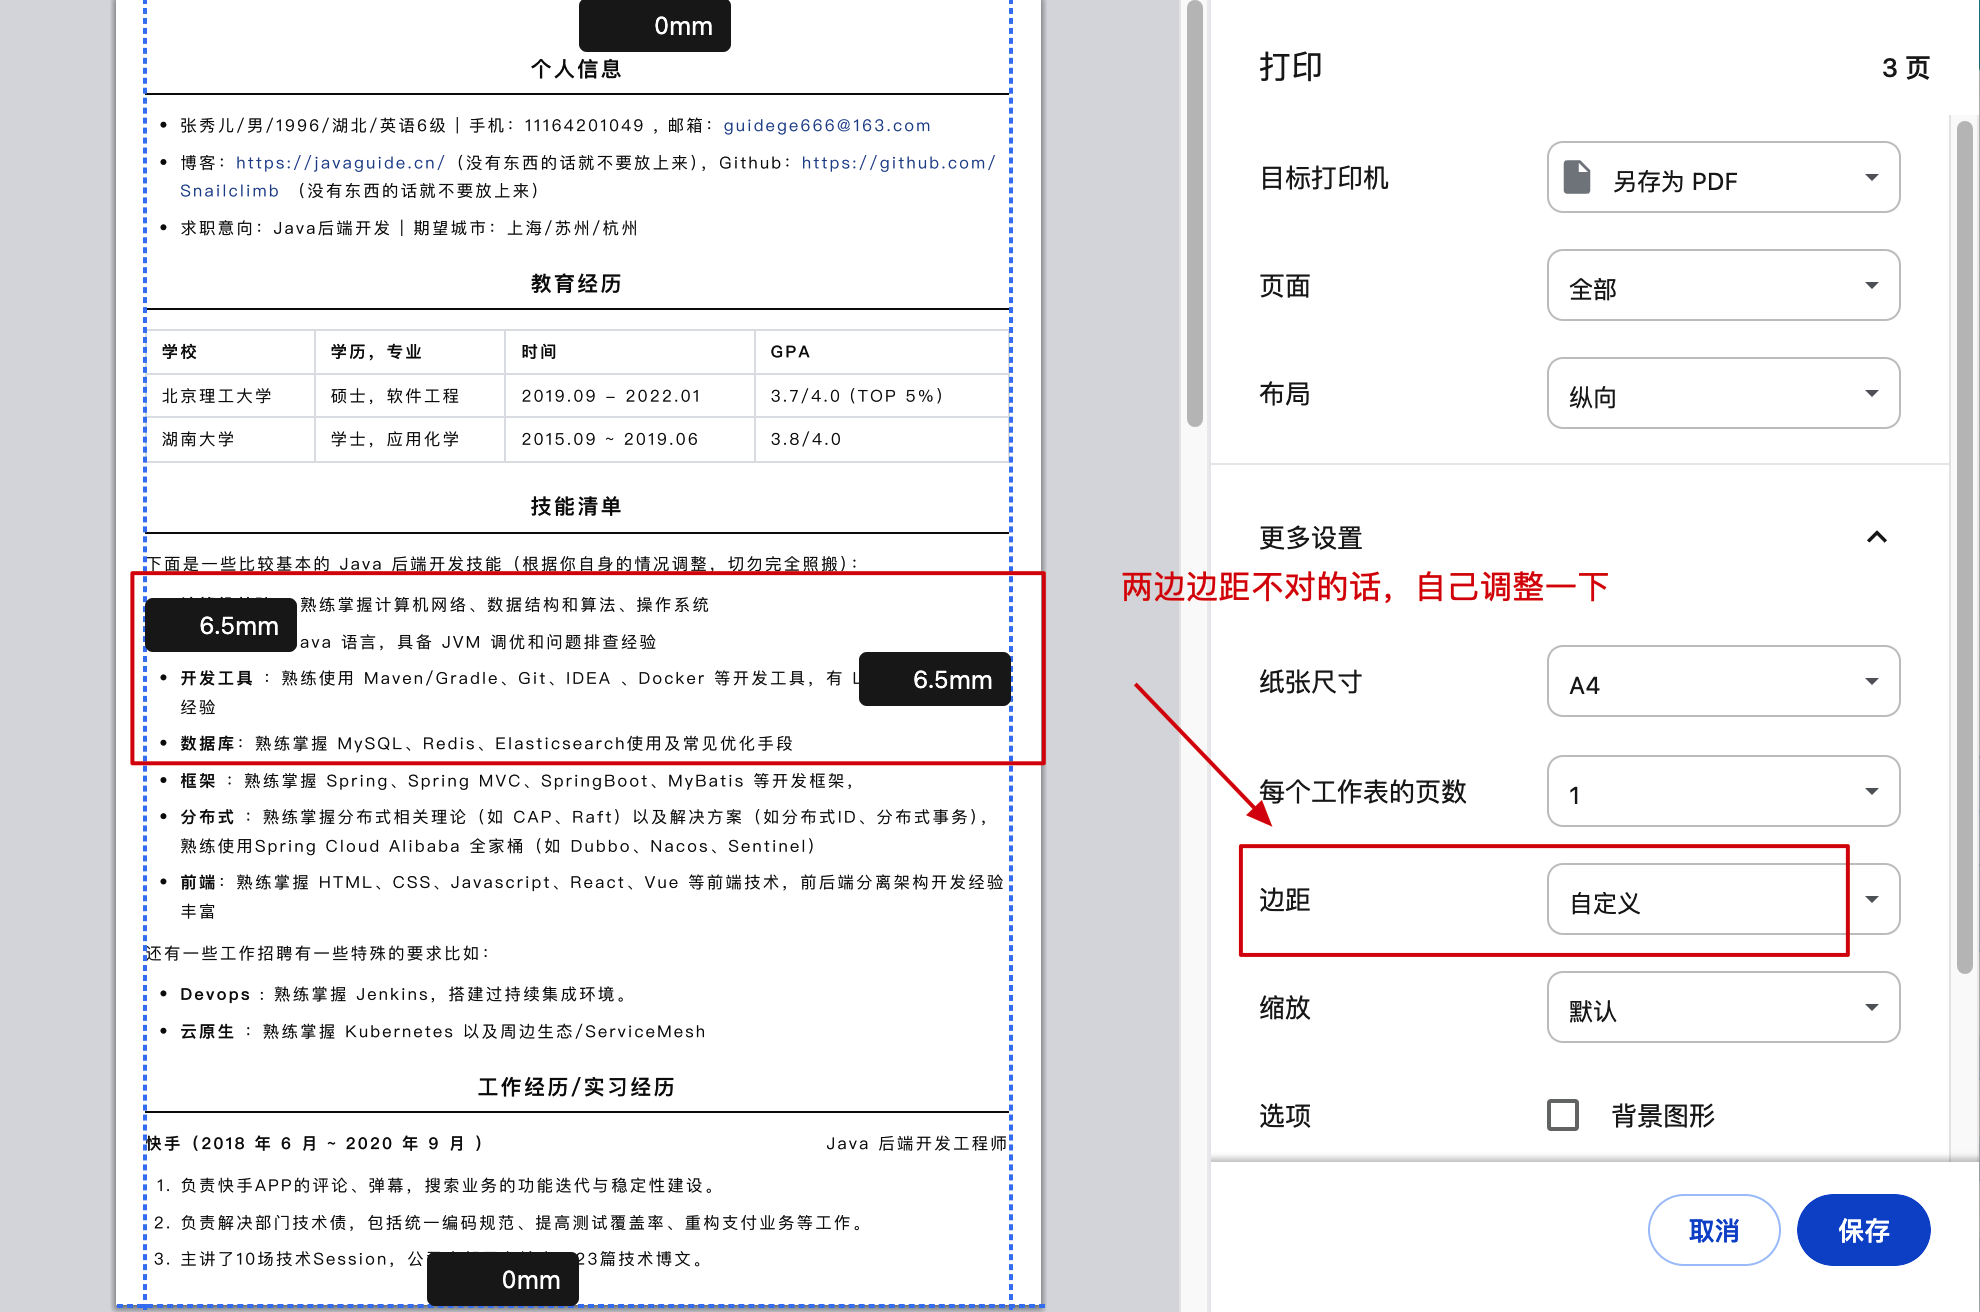 0mm
个人信息
张秀儿/男/1996/湖北/英语6级 | 手机：11164201049 ，邮箱：guidege666@163.com
博客：https://javaguide.cn/（没有东西的话就不要放上来），Github：https://github.com/
Snailclimb （没有东西的话就不要放上来）
求职意向：Java后端开发 | 期望城市：上海/苏州/杭州
教育经历
学校 学历，专业 时间 GPA
北京理工大学 硕士，软件工程 2019.09 – 2022.01 3.7/4.0 (TOP 5%)
湖南大学 学士，应用化学 2015.09 ~ 2019.06 3.8/4.0
技能清单
下面是一些比较基本的 Java 后端开发技能（根据你自身的情况调整，切勿完全照搬）：
熟练掌握计算机网络、数据结构和算法、操作系统
6.5mm
ava 语言，具备 JVM 调优和问题排查经验
开发工具 ：熟练使用 Maven/Gradle、Git、IDEA 、Docker 等开发工具，有
6.5mm
经验
数据库：熟练掌握 MySQL、Redis、Elasticsearch使用及常见优化手段
框架 ：熟练掌握 Spring、Spring MVC、SpringBoot、MyBatis 等开发框架，
分布式 ：熟练掌握分布式相关理论（如 CAP、Raft）以及解决方案（如分布式ID、分布式事务），
熟练使用Spring Cloud Alibaba 全家桶（如 Dubbo、Nacos、Sentinel）
前端：熟练掌握 HTML、CSS、Javascript、React、Vue 等前端技术，前后端分离架构开发经验
丰富
还有一些工作招聘有一些特殊的要求比如：
Devops ：熟练掌握 Jenkins，搭建过持续集成环境。
云原生 ：熟练掌握 Kubernetes 以及周边生态/ServiceMesh
工作经历/实习经历
快手（2018 年 6 月 ~ 2020 年 9 月 ） Java 后端开发工程师
1. 负责快手APP的评论、弹幕，搜索业务的功能迭代与稳定性建设。
2. 负责解决部门技术债，包括统一编码规范、提高测试覆盖率、重构支付业务等工作。
3. 主讲了10场技术Session，公 23篇技术博文。
0mm
打印 3 页
目标打印机 另存为 PDF
页面 全部
布局 纵向
更多设置
两边边距不对的话，自己调整一下
纸张尺寸 A4
每个工作表的页数 1
边距 自定义
缩放 默认
选项 背景图形
取消 保存